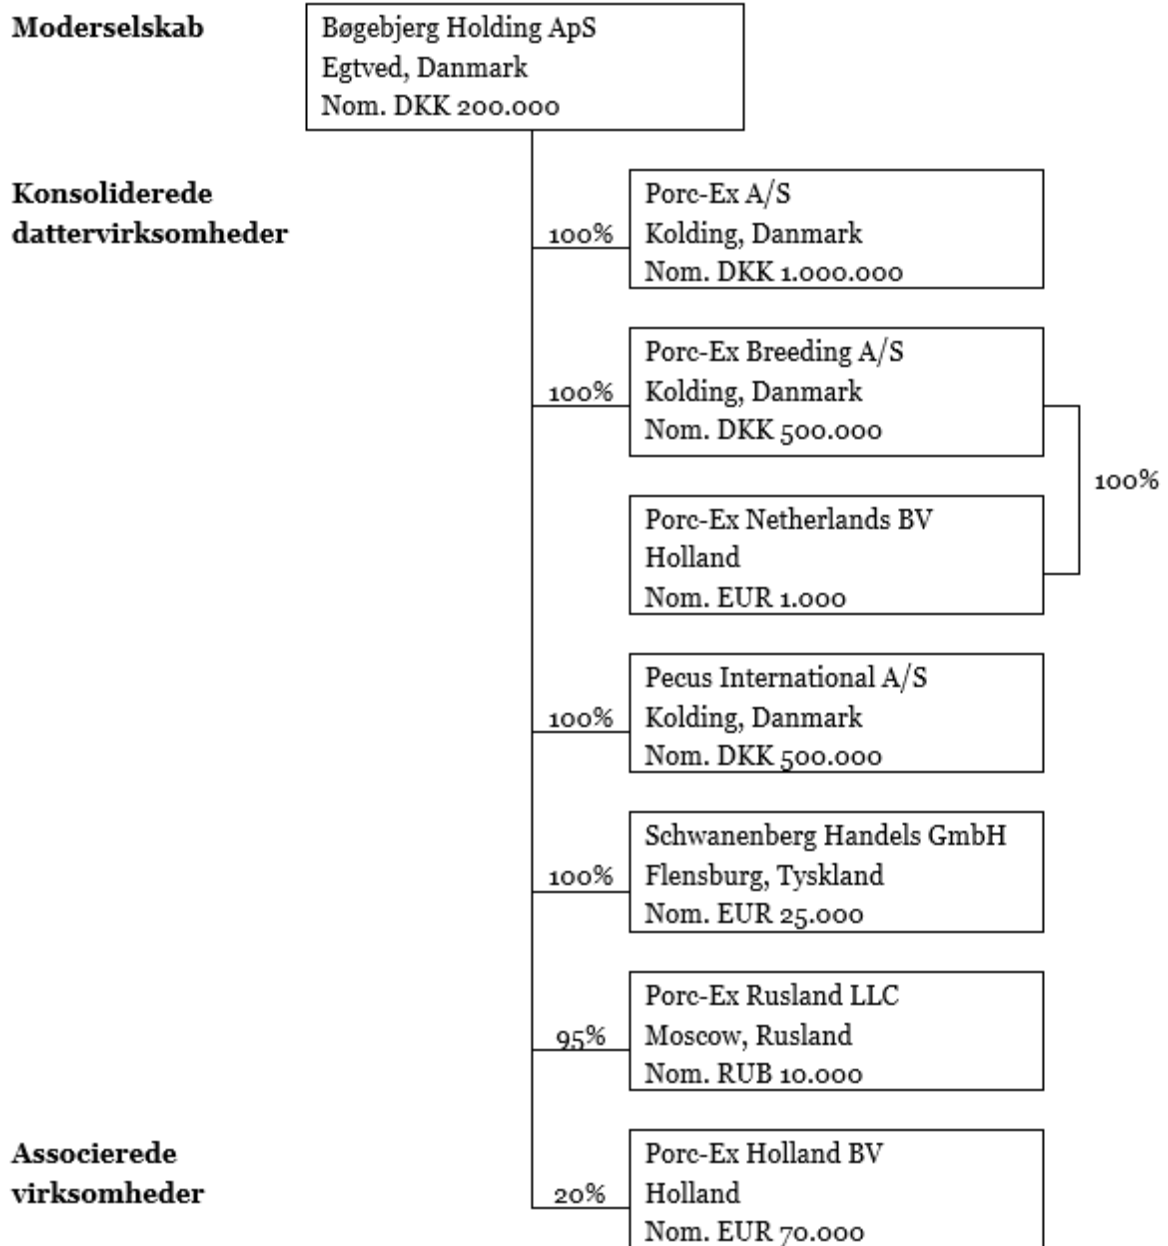 Moderselskab
Bøgebjerg Holding ApS
Egtved, Danmark
Nom. DKK 200.000
Konsoliderede
dattervirksomheder
100%
Porc-Ex A/S
Kolding, Danmark
Nom. DKK 1.000.000
100%
Porc-Ex Breeding A/S
Kolding, Danmark
Nom. DKK 500.000
100%
Porc-Ex Netherlands BV
Holland
Nom. EUR 1.000
100%
Pecus International A/S
Kolding, Danmark
Nom. DKK 500.000
100%
Schwanenberg Handels GmbH
Flensburg, Tyskland
Nom. EUR 25.000
95%
Porc-Ex Rusland LLC
Moscow, Rusland
Nom. RUB 10.000
Associerede
virksomheder
20%
Porc-Ex Holland BV
Holland
Nom. EUR 70.000